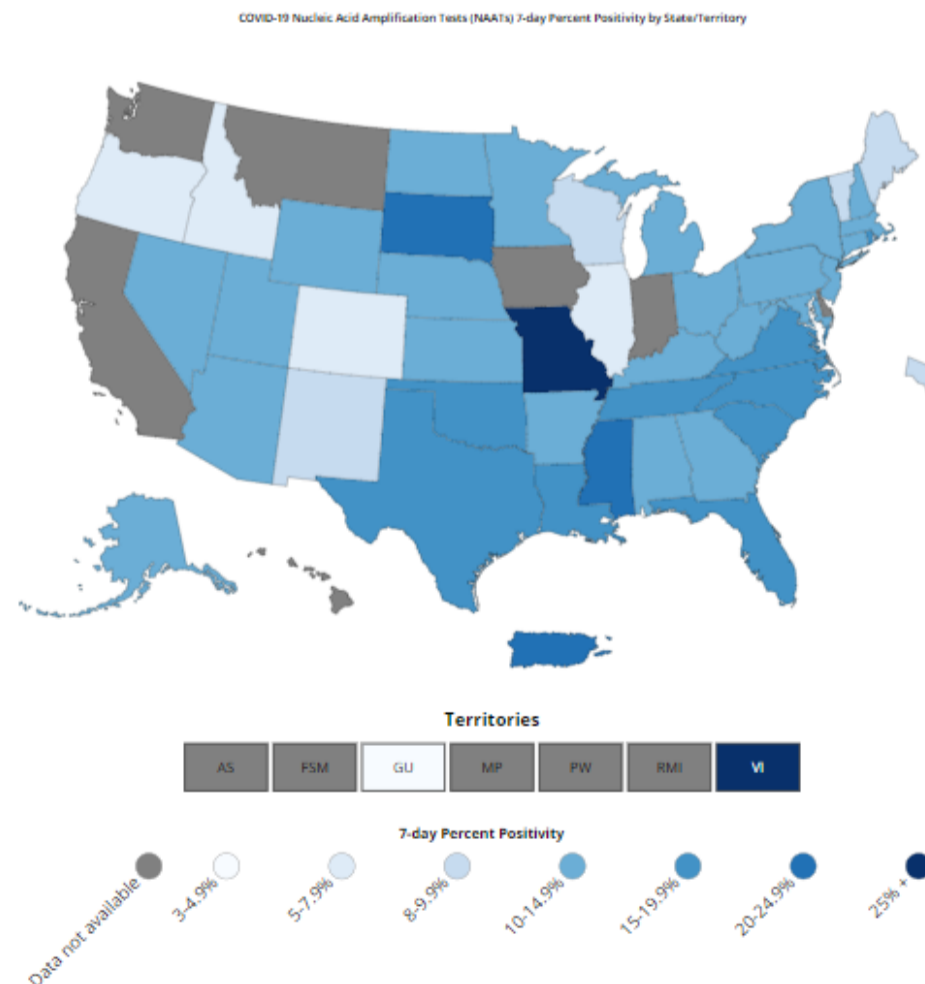 COVID-19 Nucleic Acid Amplification Tests (NAATs) 7-day Percent Positivity by State/Territory
Territories
AS FSM GU MP PW RMI VI
7-day Percent Positivity
Data not available 3-4.9% 5-7.9% 8-9.9% 10-14.9% 15-19.9% 20-24.9% 25% +